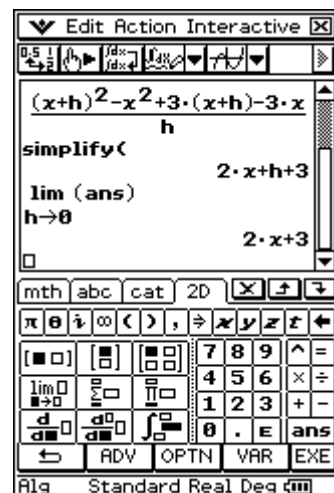 Edit Action Interactive
(x+h)²-x²+3·(x+h)-3·x
h
simplify(
2·x+h+3
lim (ans)
h→0
2·x+3
mth abc cat 2D
π θ i ∞ ( ) , ⇒ x y z t
7 8 9 ^ =
lim 4 5 6 × ÷
Σ Π 1 2 3 + -
d d 0 . E ans
ADV OPTN VAR EXE
Alg Standard Real Deg